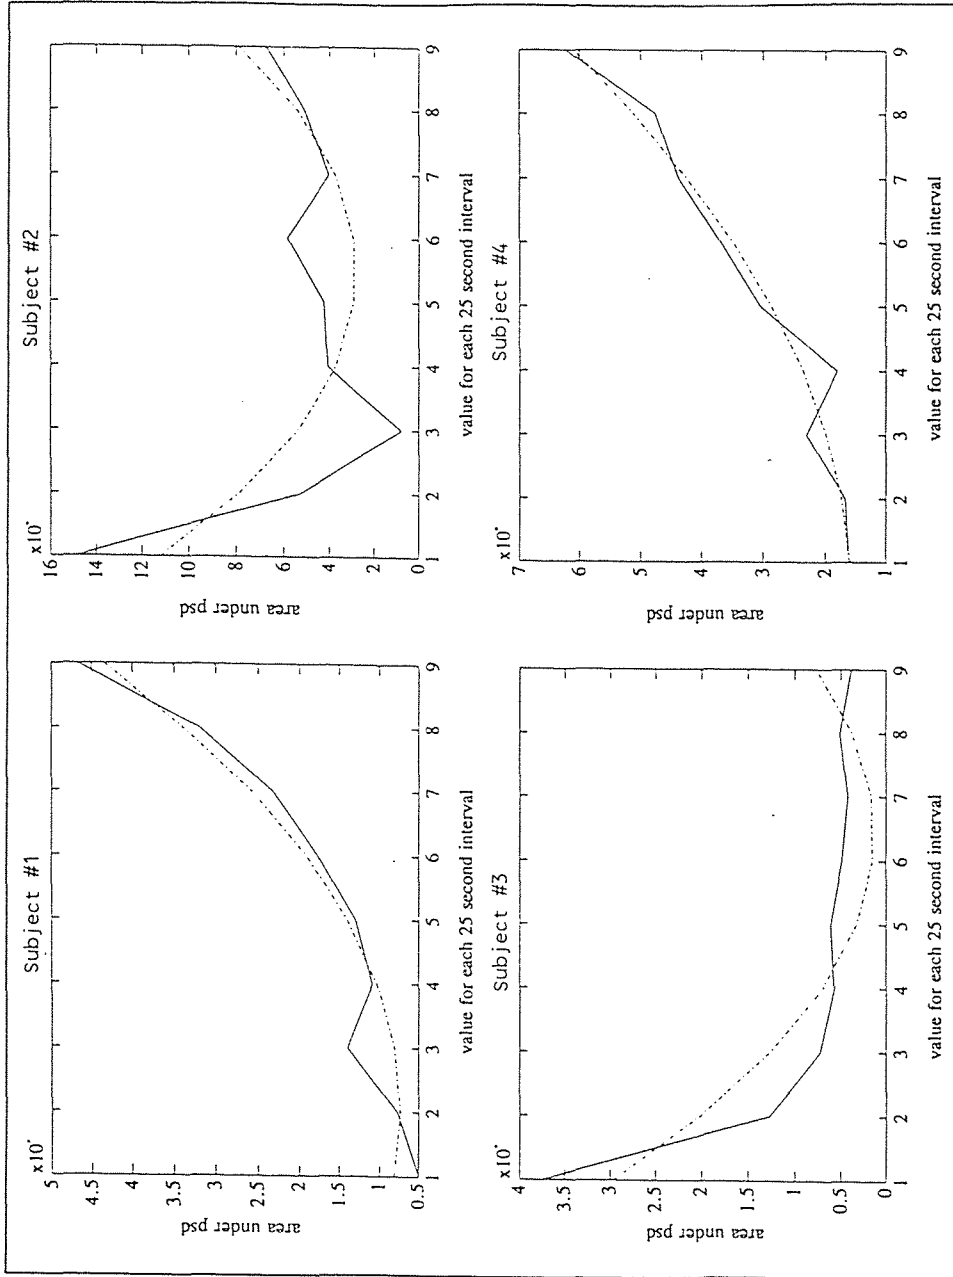 Subject #1
x10*
5
4.5
4
3.5
3
2.5
2
1.5
1
0.5
area under psd
1 2 3 4 5 6 7 8 9
value for each 25 second interval
Subject #2
x10*
16
14
12
10
8
6
4
2
0
area under psd
1 2 3 4 5 6 7 8 9
value for each 25 second interval
Subject #3
x10*
4
3.5
3
2.5
2
1.5
1
0.5
0
area under psd
1 2 3 4 5 6 7 8 9
value for each 25 second interval
Subject #4
x10*
7
6
5
4
3
2
1
area under psd
1 2 3 4 5 6 7 8 9
value for each 25 second interval